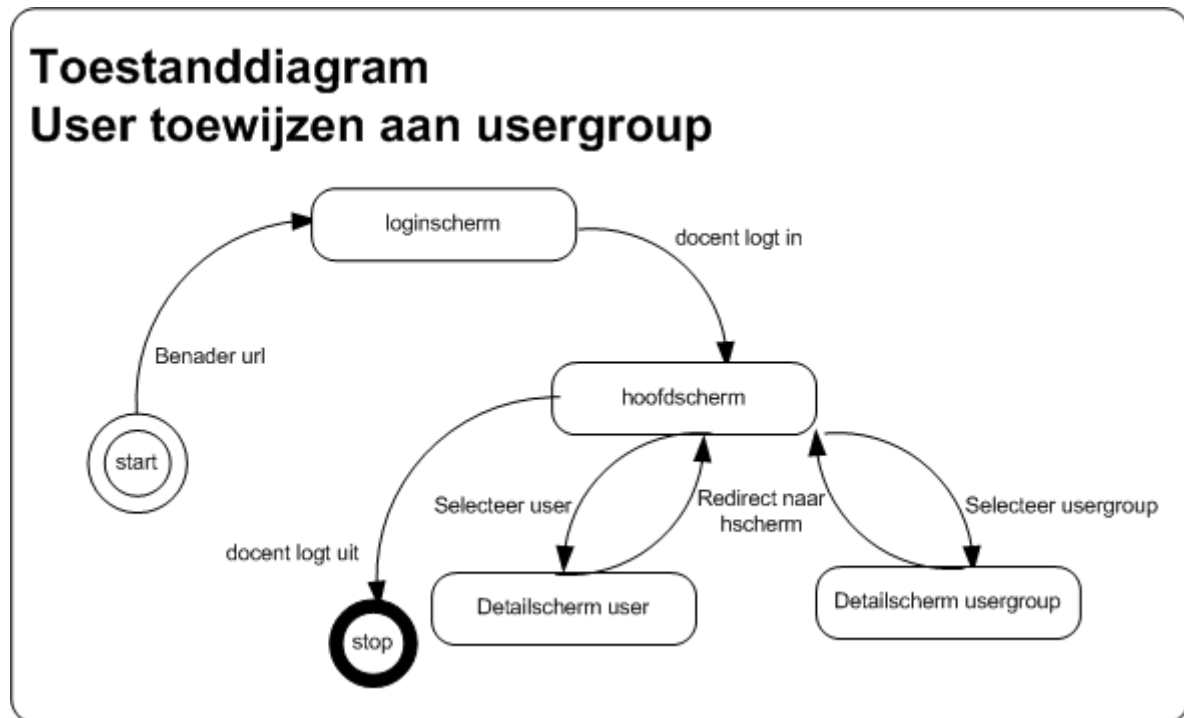 Toestanddiagram
User toewijzen aan usergroup
loginscherm
docent logt in
Benader url
hoofdscherm
start
Selecteer user
Redirect naar
hscherm
Selecteer usergroup
docent logt uit
Detailscherm user
Detailscherm usergroup
stop